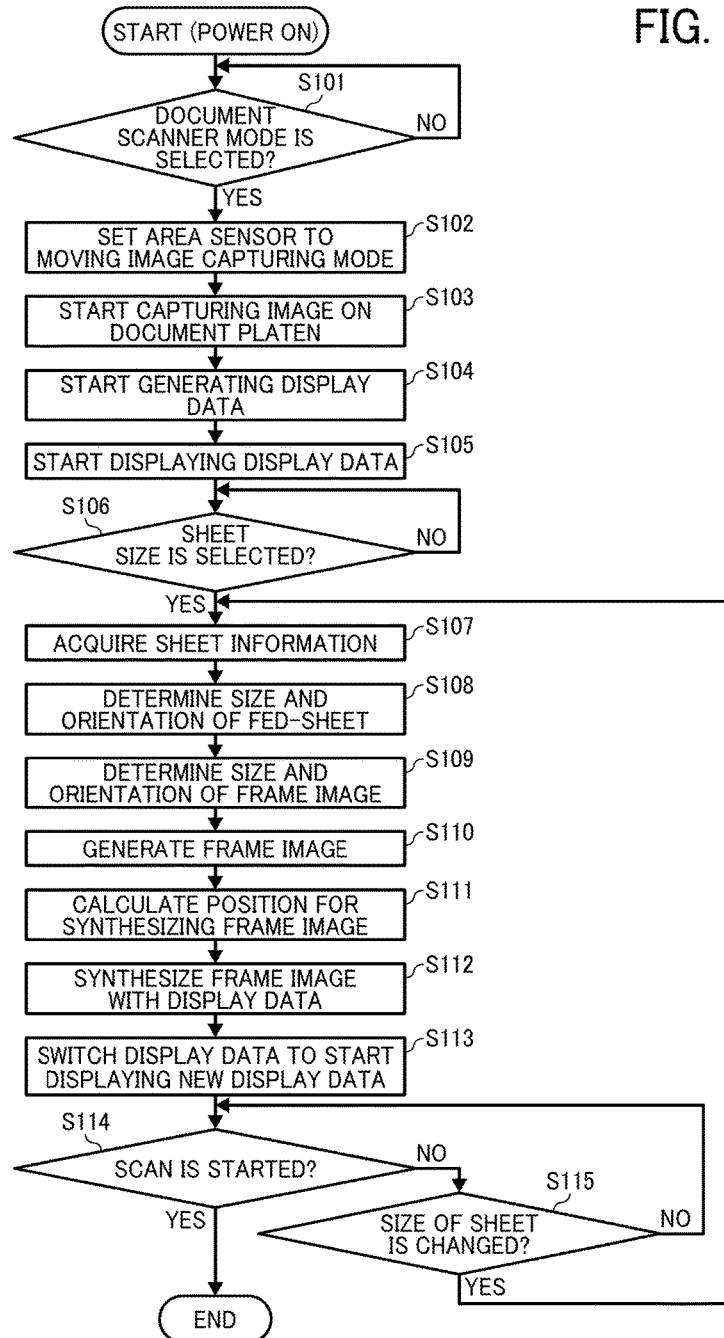 FIG.
START (POWER ON)
S101
DOCUMENT
SCANNER MODE IS
SELECTED?
NO
YES
S102
SET AREA SENSOR TO
MOVING IMAGE CAPTURING MODE
S103
START CAPTURING IMAGE ON
DOCUMENT PLATEN
S104
START GENERATING DISPLAY
DATA
S105
START DISPLAYING DISPLAY DATA
S106
SHEET
SIZE IS SELECTED?
NO
YES
S107
ACQUIRE SHEET INFORMATION
S108
DETERMINE SIZE AND
ORIENTATION OF FED-SHEET
S109
DETERMINE SIZE AND
ORIENTATION OF FRAME IMAGE
S110
GENERATE FRAME IMAGE
S111
CALCULATE POSITION FOR
SYNTHESIZING FRAME IMAGE
S112
SYNTHESIZE FRAME IMAGE
WITH DISPLAY DATA
S113
SWITCH DISPLAY DATA TO START
DISPLAYING NEW DISPLAY DATA
S114
SCAN IS STARTED?
NO
YES
S115
SIZE OF SHEET
IS CHANGED?
NO
YES
END